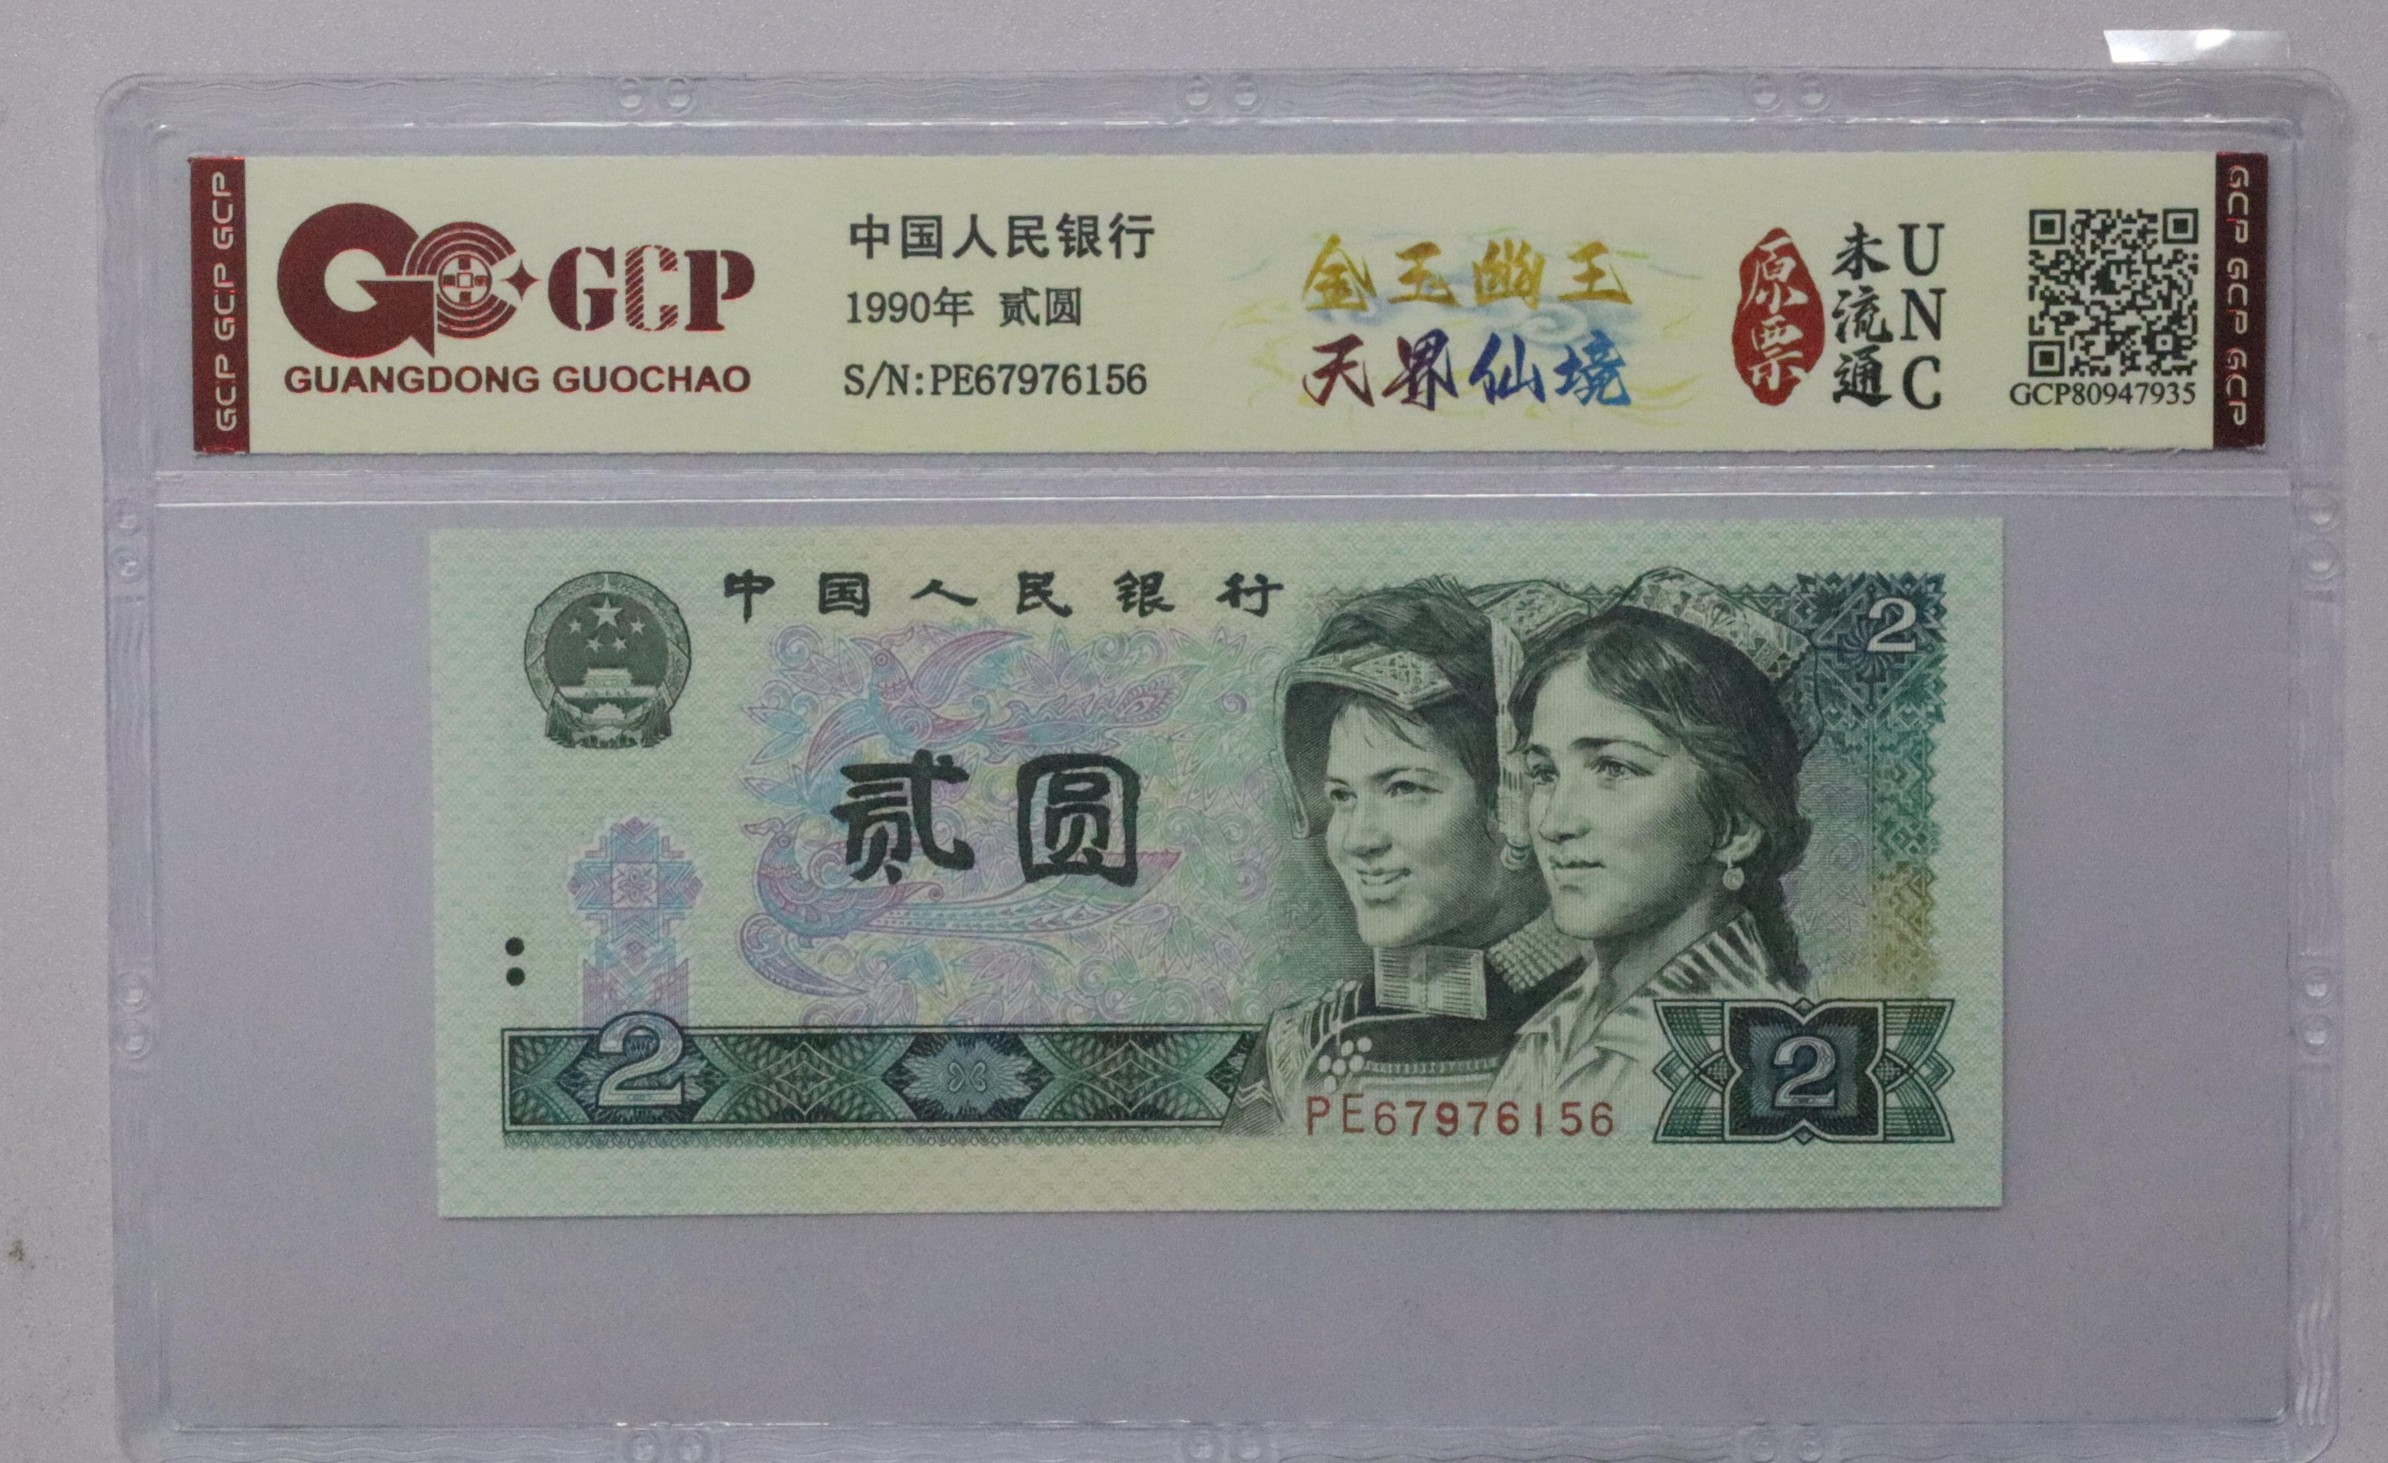 GCP GCP GCP
GCP
GUANGDONG GUOCHAO
中国人民银行
1990年 贰圆
S/N:PE67976156
金玉幽王
天界仙境
原票
未流通
UNC
GCP80947935
GCP GCP GCP
中国人民银行
2
贰圆
2
2
PE67976156